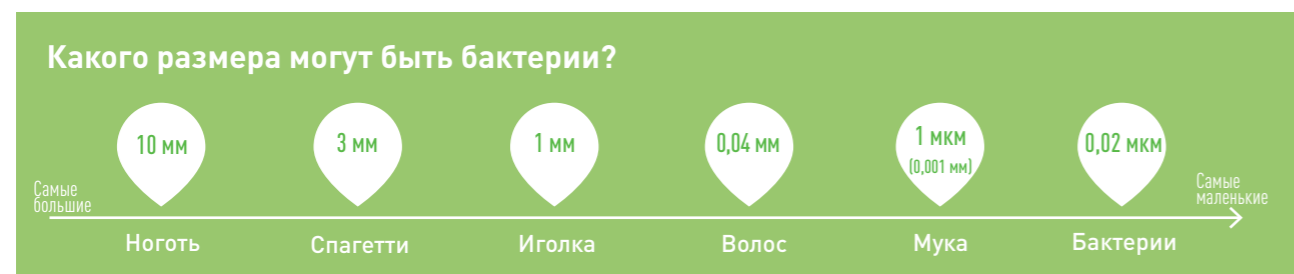 Какого размера могут быть бактерии?
10 мм
3 мм
1 мм
0,04 мм
1 мкм
(0,001 мм)
0,02 мкм
Самые
большие
Самые
маленькие
Ноготь
Спагетти
Иголка
Волос
Мука
Бактерии